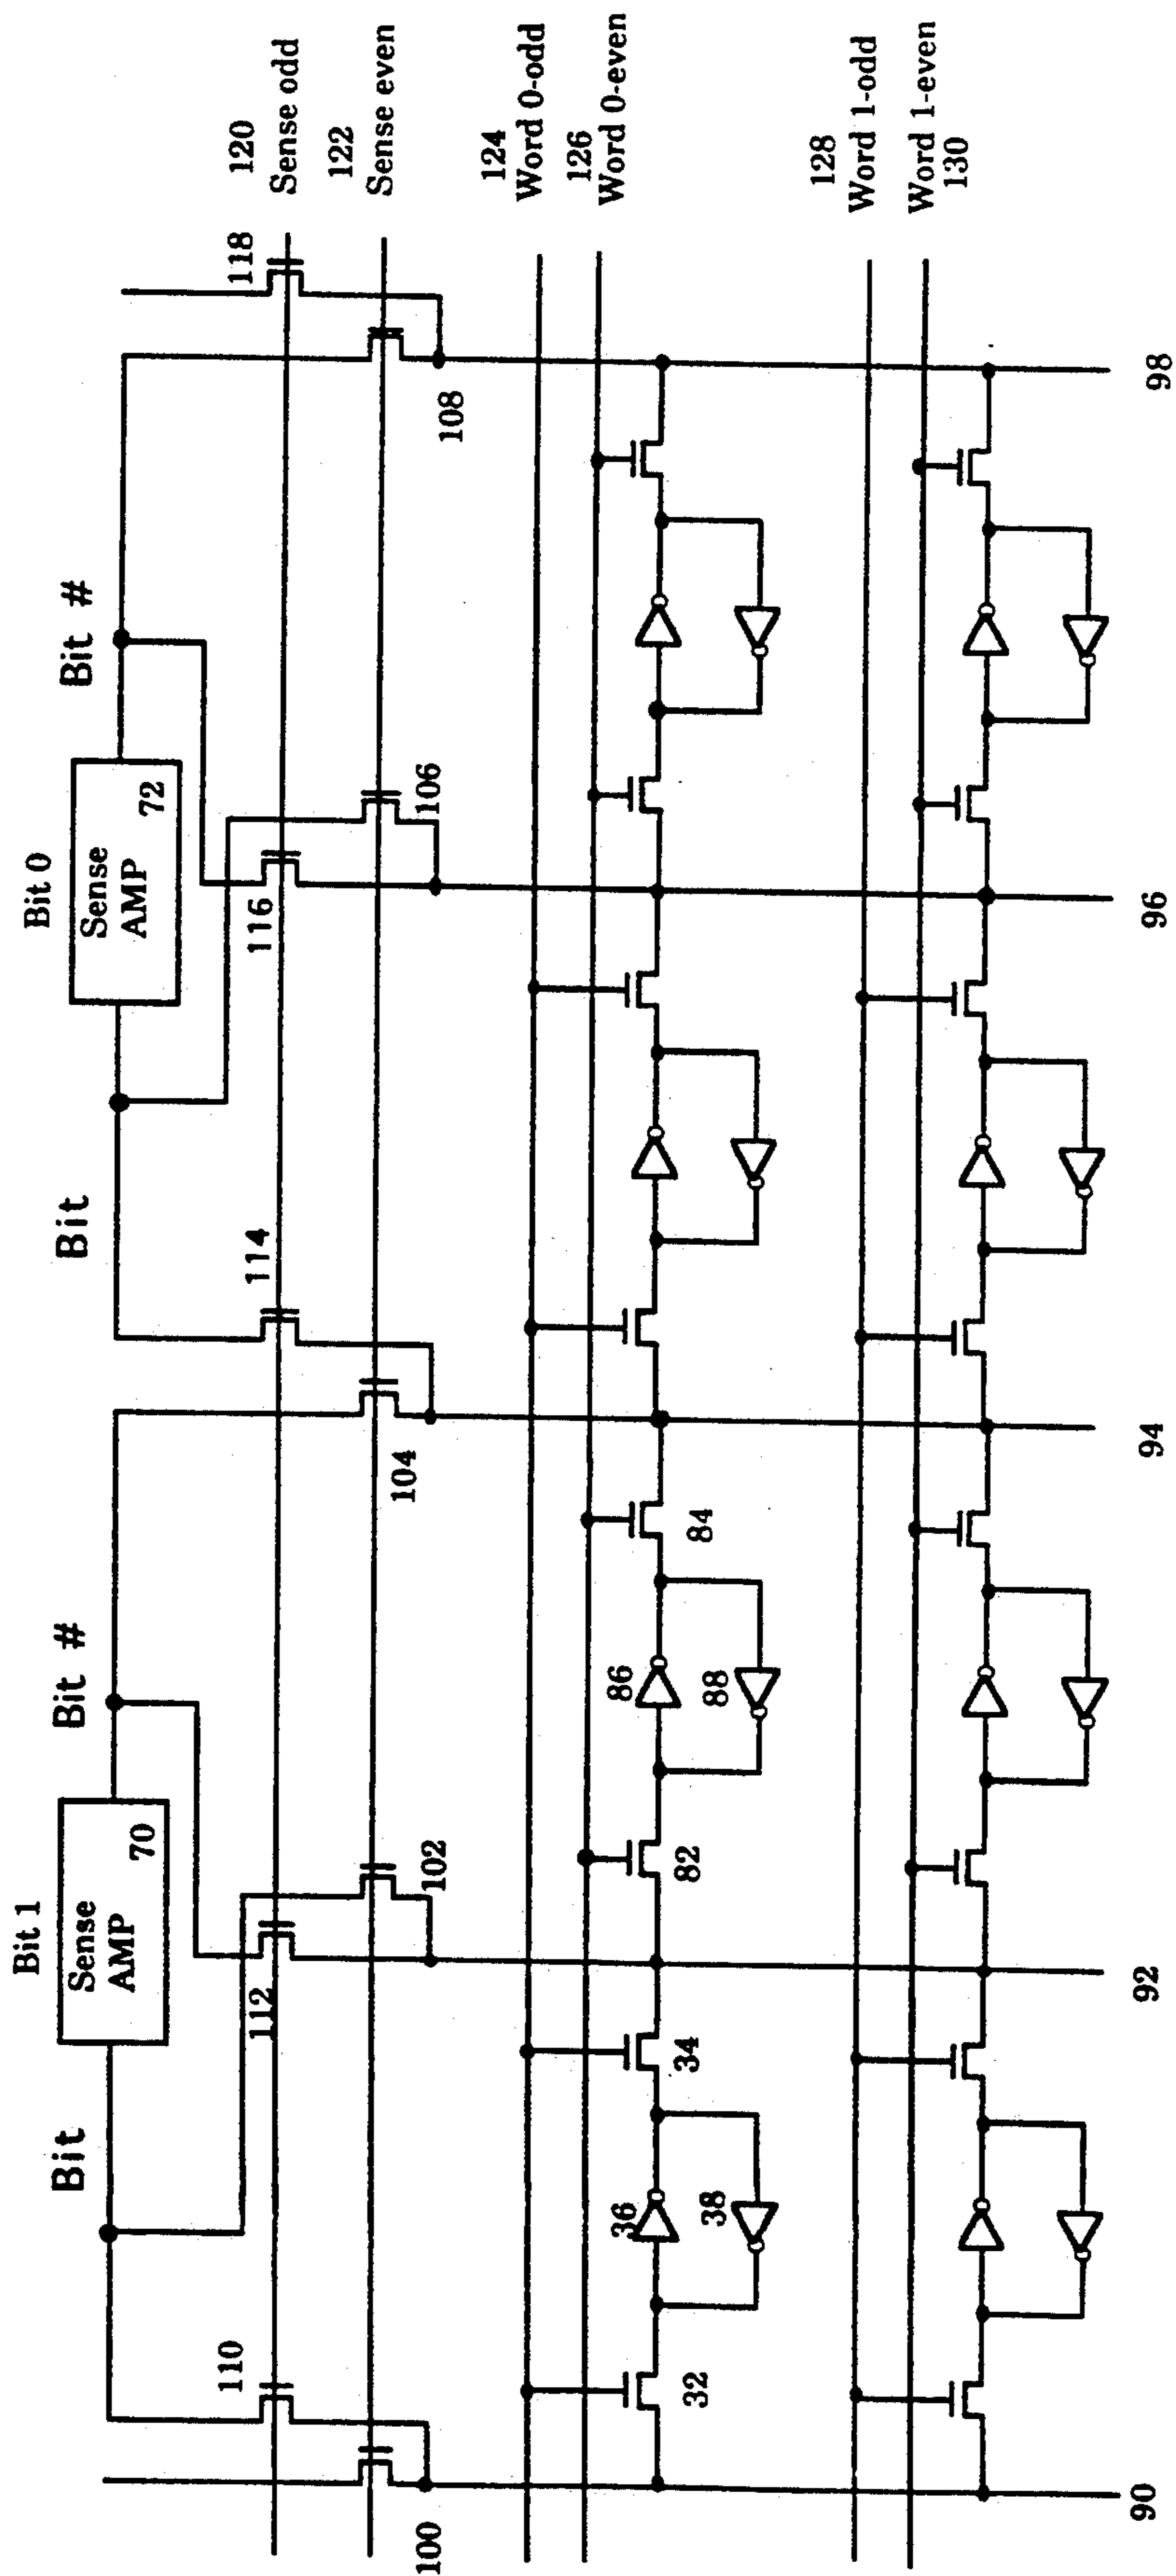 Bit 1
Bit 0
Sense
AMP
70
Sense
AMP
72
Bit
Bit #
Bit
Bit #
110
112
114
116
118
120
Sense odd
100
102
104
106
108
122
Sense even
124
Word 0-odd
126
Word 0-even
32
36
38
34
82
86
88
84
128
Word 1-odd
Word 1-even
130
90
92
94
96
98